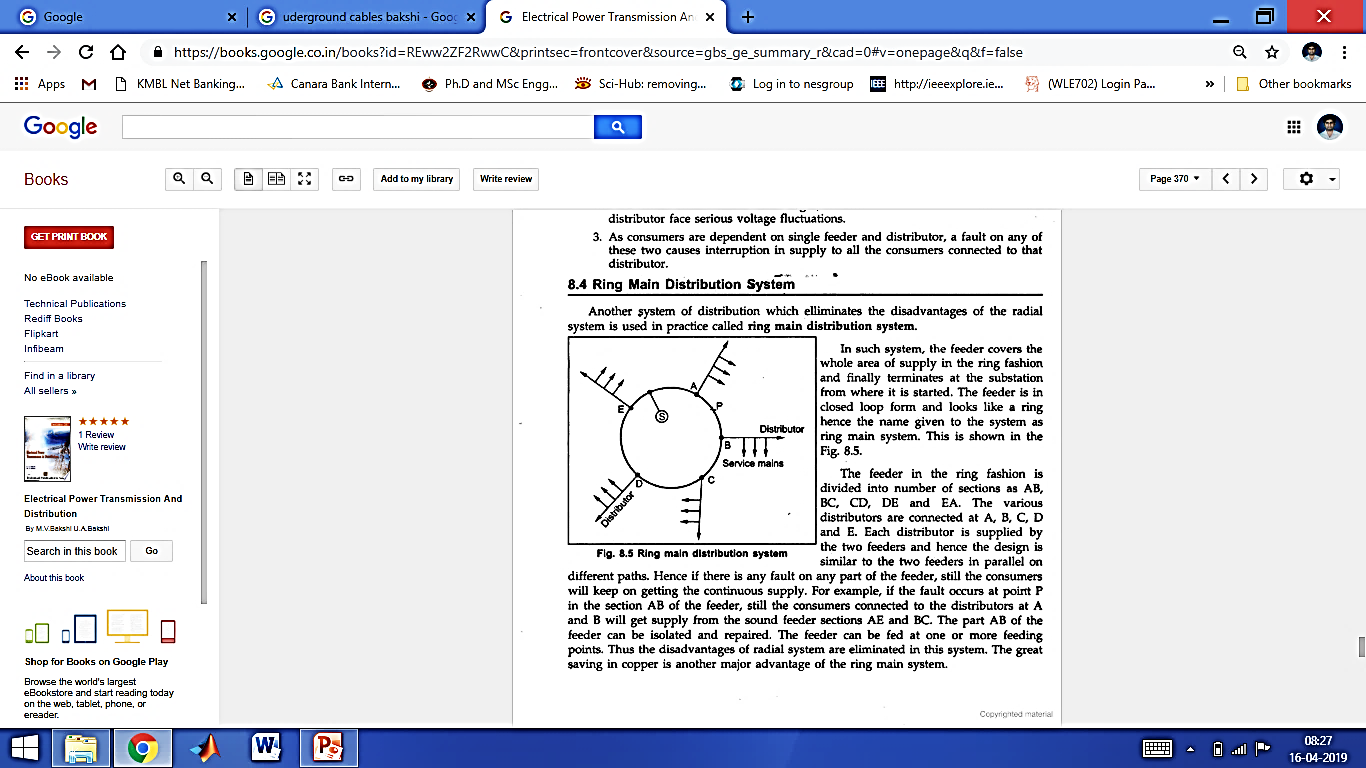 Google
uderground cables bakshi - Goog
Electrical Power Transmission An
https://books.google.co.in/books?id=REww2ZF2RwwC&printsec=frontcover&source=gbs_ge_summary_r&cad=0#v=onepage&q&f=false
Apps
KMBL Net Banking...
Canara Bank Intern...
Ph.D and MSc Engg...
Sci-Hub: removing...
Log in to nesgroup
IEEE
http://ieeexplore.ie...
(WLE702) Login Pa...
»
Other bookmarks
Google
Books
Add to my library
Write review
Page 370
GET PRINT BOOK
No eBook available
Technical Publications
Rediff Books
Flipkart
Infibeam
Find in a library
All sellers »
1 Review
Write review
Electrical Power Transmission And
Distribution
By M.V.Bakshi U.A.Bakshi
Search in this book
Go
About this book
Shop for Books on Google Play
Browse the world's largest
eBookstore and start reading today
on the web, tablet, phone, or
ereader.
distributor face serious voltage fluctuations.
3. As consumers are dependent on single feeder and distributor, a fault on any of
these two causes interruption in supply to all the consumers connected to that
distributor.
8.4 Ring Main Distribution System
Another system of distribution which elliminates the disadvantages of the radial
system is used in practice called ring main distribution system.
A
P
E
S
Distributor
B
Service mains
D
C
Distributor
Fig. 8.5 Ring main distribution system
In such system, the feeder covers the
whole area of supply in the ring fashion
and finally terminates at the substation
from where it is started. The feeder is in
closed loop form and looks like a ring
hence the name given to the system as
ring main system. This is shown in the
Fig. 8.5.
The feeder in the ring fashion is
divided into number of sections as AB,
BC, CD, DE and EA. The various
distributors are connected at A, B, C, D
and E. Each distributor is supplied by
the two feeders and hence the design is
similar to the two feeders in parallel on
different paths. Hence if there is any fault on any part of the feeder, still the consumers
will keep on getting the continuous supply. For example, if the fault occurs at point P
in the section AB of the feeder, still the consumers connected to the distributors at A
and B will get supply from the sound feeder sections AE and BC. The part AB of the
feeder can be isolated and repaired. The feeder can be fed at one or more feeding
points. Thus the disadvantages of radial system are eliminated in this system. The great
saving in copper is another major advantage of the ring main system.
Copyrighted material
08:27
16-04-2019